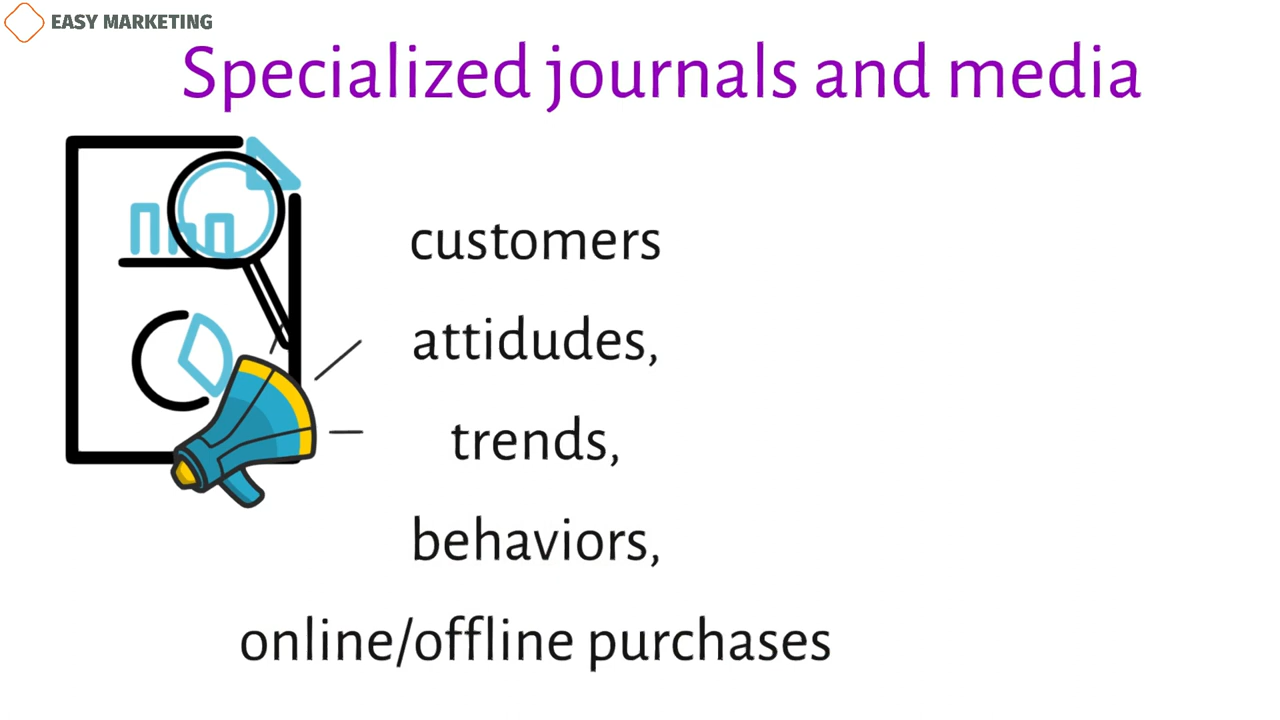 EASY MARKETING
Specialized journals and media
customers
attidudes,
trends,
behaviors,
online/offline purchases